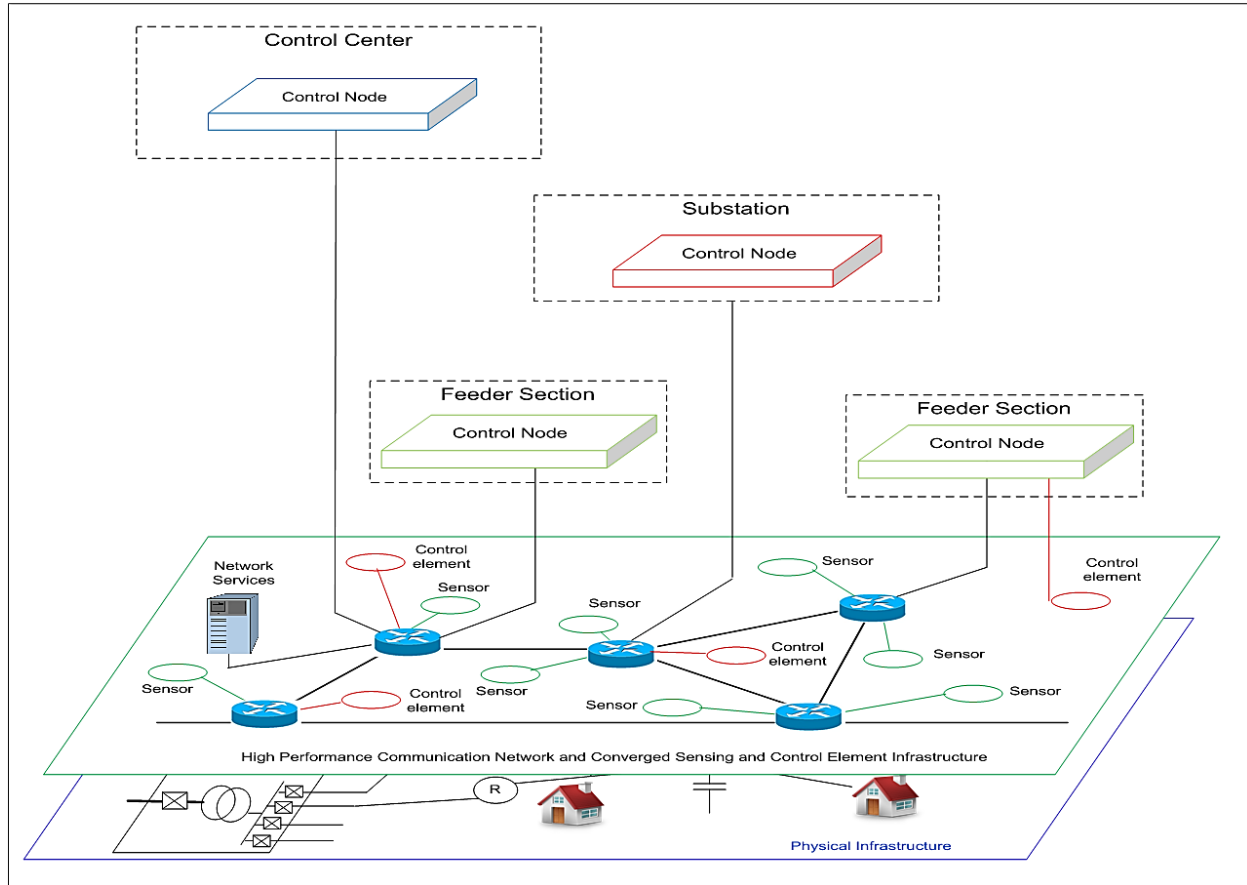 Control Center
Control Node
Substation
Control Node
Feeder Section
Control Node
Feeder Section
Control Node
Network
Services
Control
element
Sensor
Sensor
Sensor
Control
element
Sensor
Sensor
Control
element
Sensor
Sensor
Control
element
Sensor
Sensor
High Performance Communication Network and Converged Sensing and Control Element Infrastructure
R
Physical Infrastructure